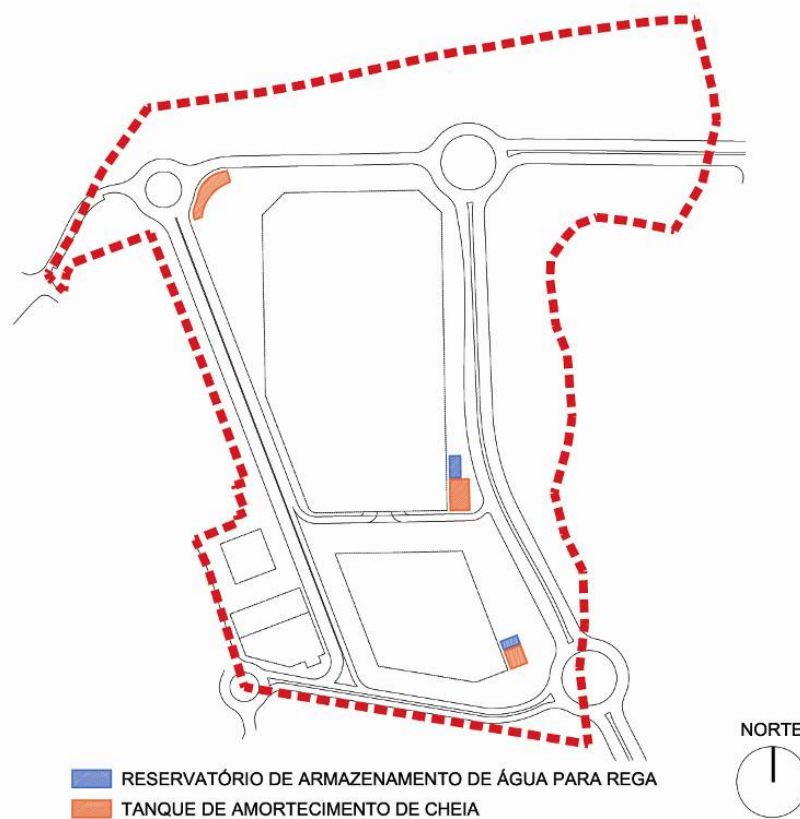 NORTE
RESERVATÓRIO DE ARMAZENAMENTO DE ÁGUA PARA REGA
TANQUE DE AMORTECIMENTO DE CHEIA